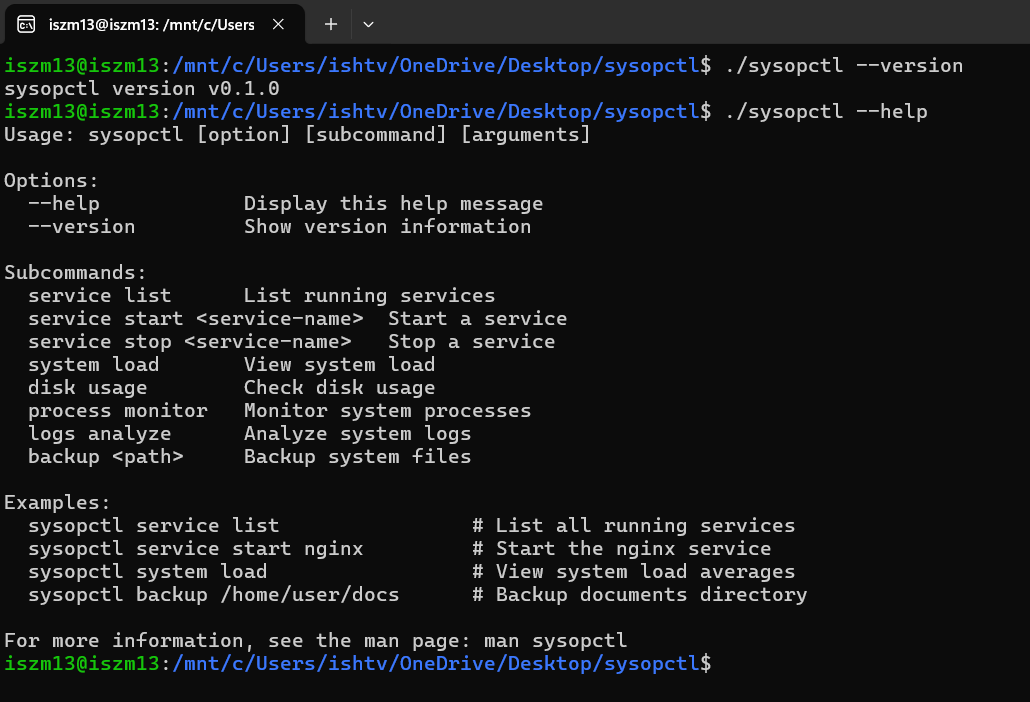 iszm13@iszm13: /mnt/c/Users
iszm13@iszm13:/mnt/c/Users/ishtv/OneDrive/Desktop/sysopctl$ ./sysopctl --version
sysopctl version v0.1.0
iszm13@iszm13:/mnt/c/Users/ishtv/OneDrive/Desktop/sysopctl$ ./sysopctl --help
Usage: sysopctl [option] [subcommand] [arguments]

Options:
  --help            Display this help message
  --version         Show version information

Subcommands:
  service list      List running services
  service start <service-name>  Start a service
  service stop <service-name>   Stop a service
  system load       View system load
  disk usage        Check disk usage
  process monitor   Monitor system processes
  logs analyze      Analyze system logs
  backup <path>     Backup system files

Examples:
  sysopctl service list                # List all running services
  sysopctl service start nginx         # Start the nginx service
  sysopctl system load                 # View system load averages
  sysopctl backup /home/user/docs      # Backup documents directory

For more information, see the man page: man sysopctl
iszm13@iszm13:/mnt/c/Users/ishtv/OneDrive/Desktop/sysopctl$